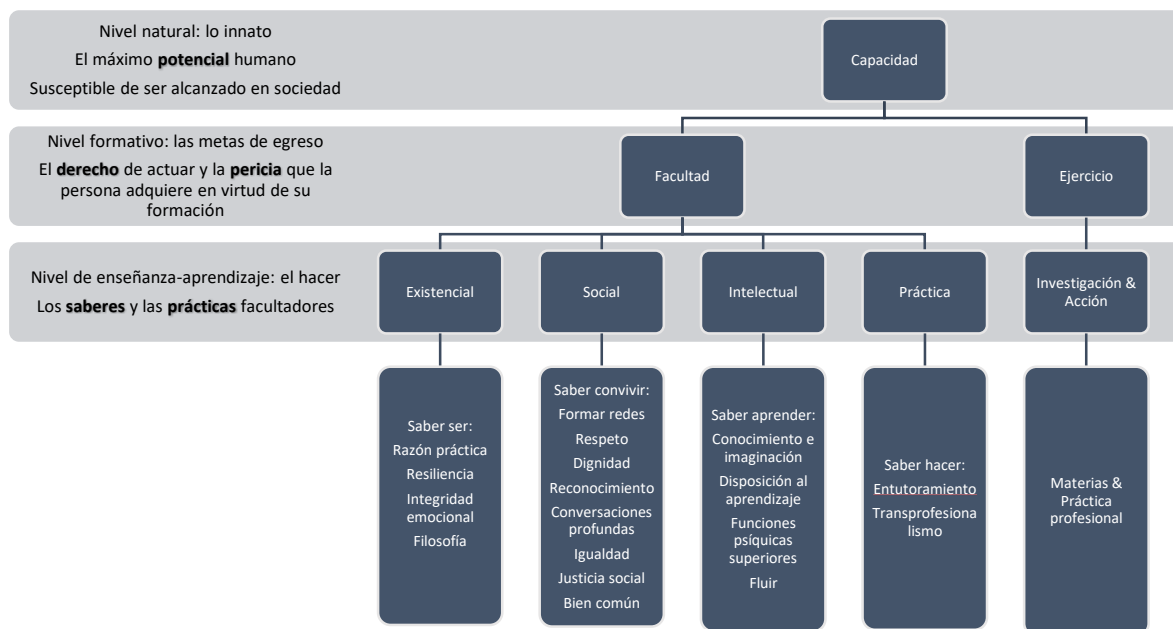 Nivel natural: lo innato
El máximo potencial humano
Susceptible de ser alcanzado en sociedad
Capacidad
Nivel formativo: las metas de egreso
El derecho de actuar y la pericia que la
persona adquiere en virtud de su
formación
Facultad
Ejercicio
Nivel de enseñanza-aprendizaje: el hacer
Los saberes y las prácticas facultadores
Existencial
Social
Intelectual
Práctica
Investigación &
Acción
Saber ser:
Razón práctica
Resiliencia
Integridad
emocional
Filosofía
Saber convivir:
Formar redes
Respeto
Dignidad
Reconocimiento
Conversaciones
profundas
Igualdad
Justicia social
Bien común
Saber aprender:
Conocimiento e
imaginación
Disposición al
aprendizaje
Funciones
psíquicas
superiores
Fluir
Saber hacer:
Entutoramiento
Transprofesiona
lismo
Materias &
Práctica
profesional